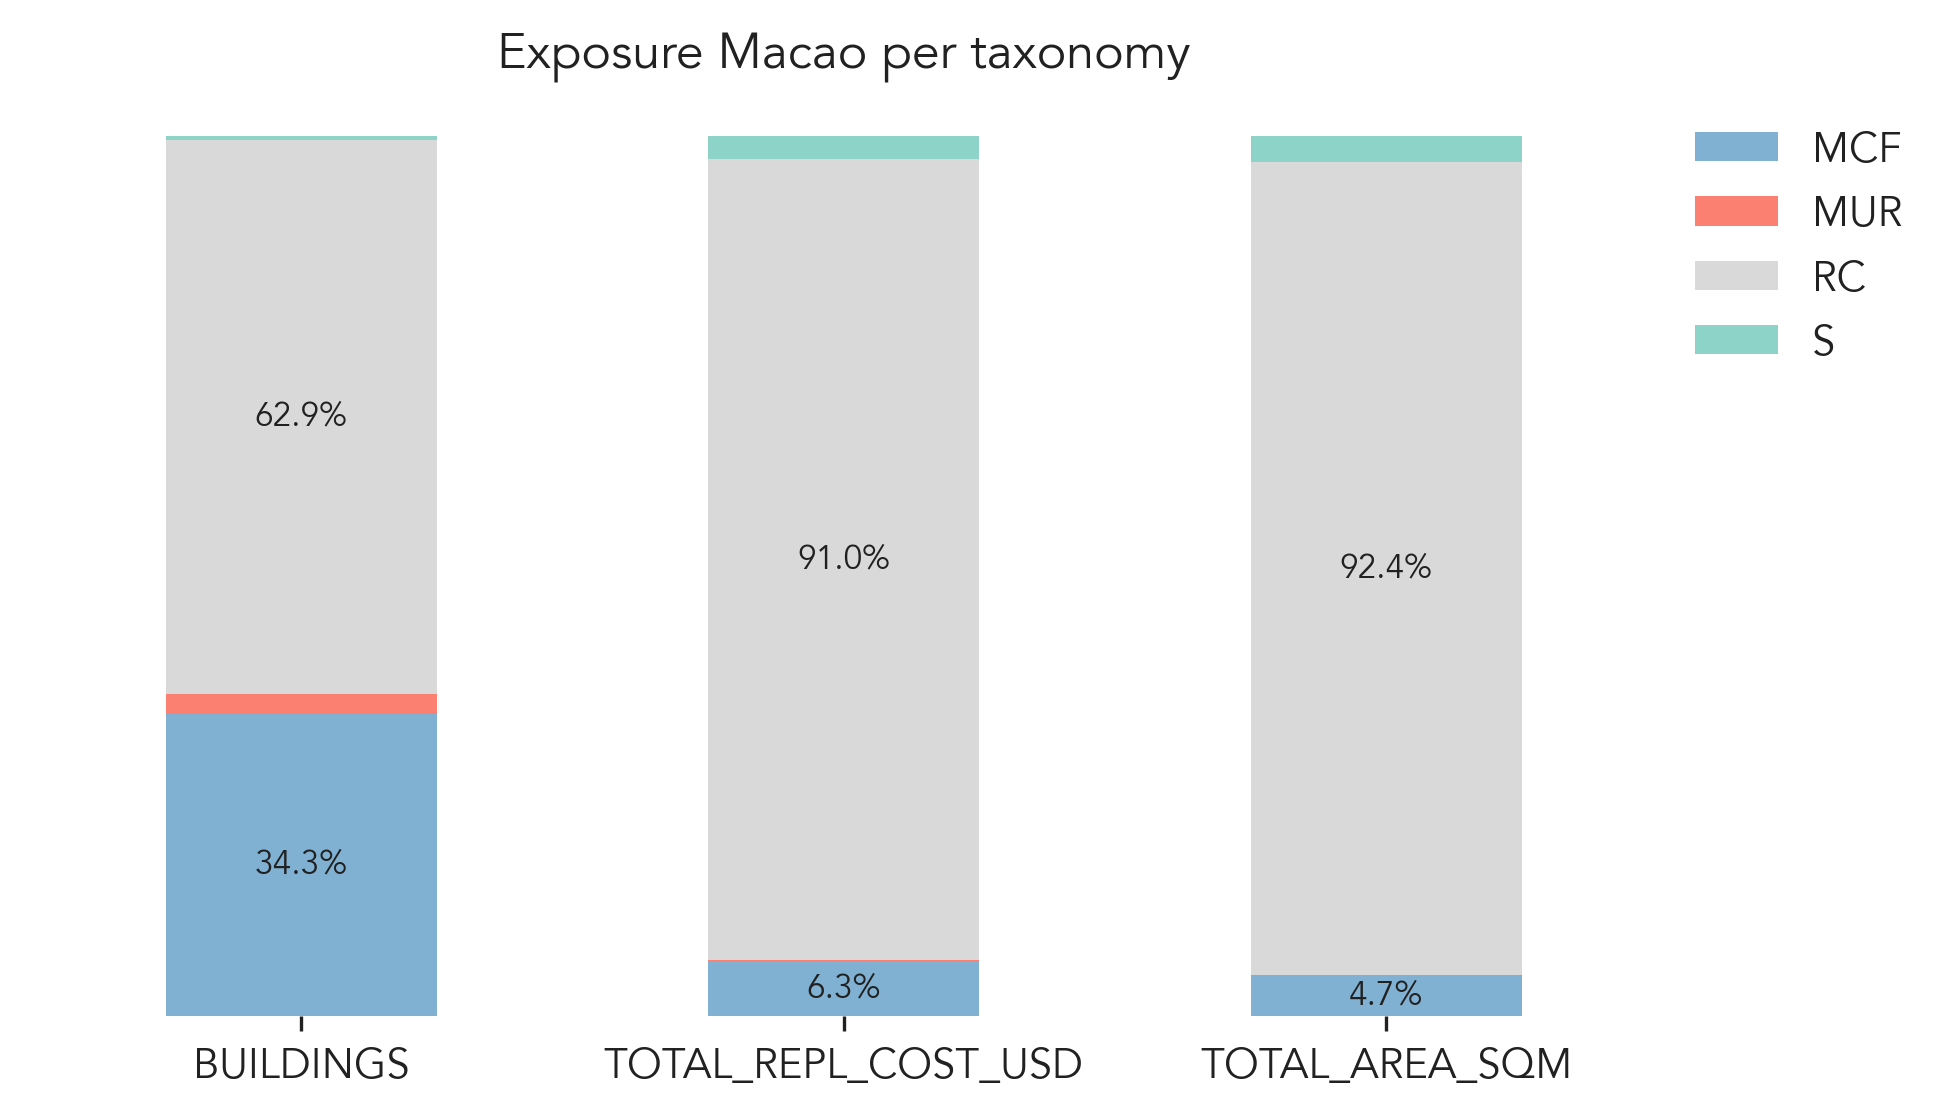 Exposure Macao per taxonomy
MCF
MUR
RC
S
62.9%
34.3%
91.0%
6.3%
92.4%
4.7%
BUILDINGS
TOTAL_REPL_COST_USD
TOTAL_AREA_SQM